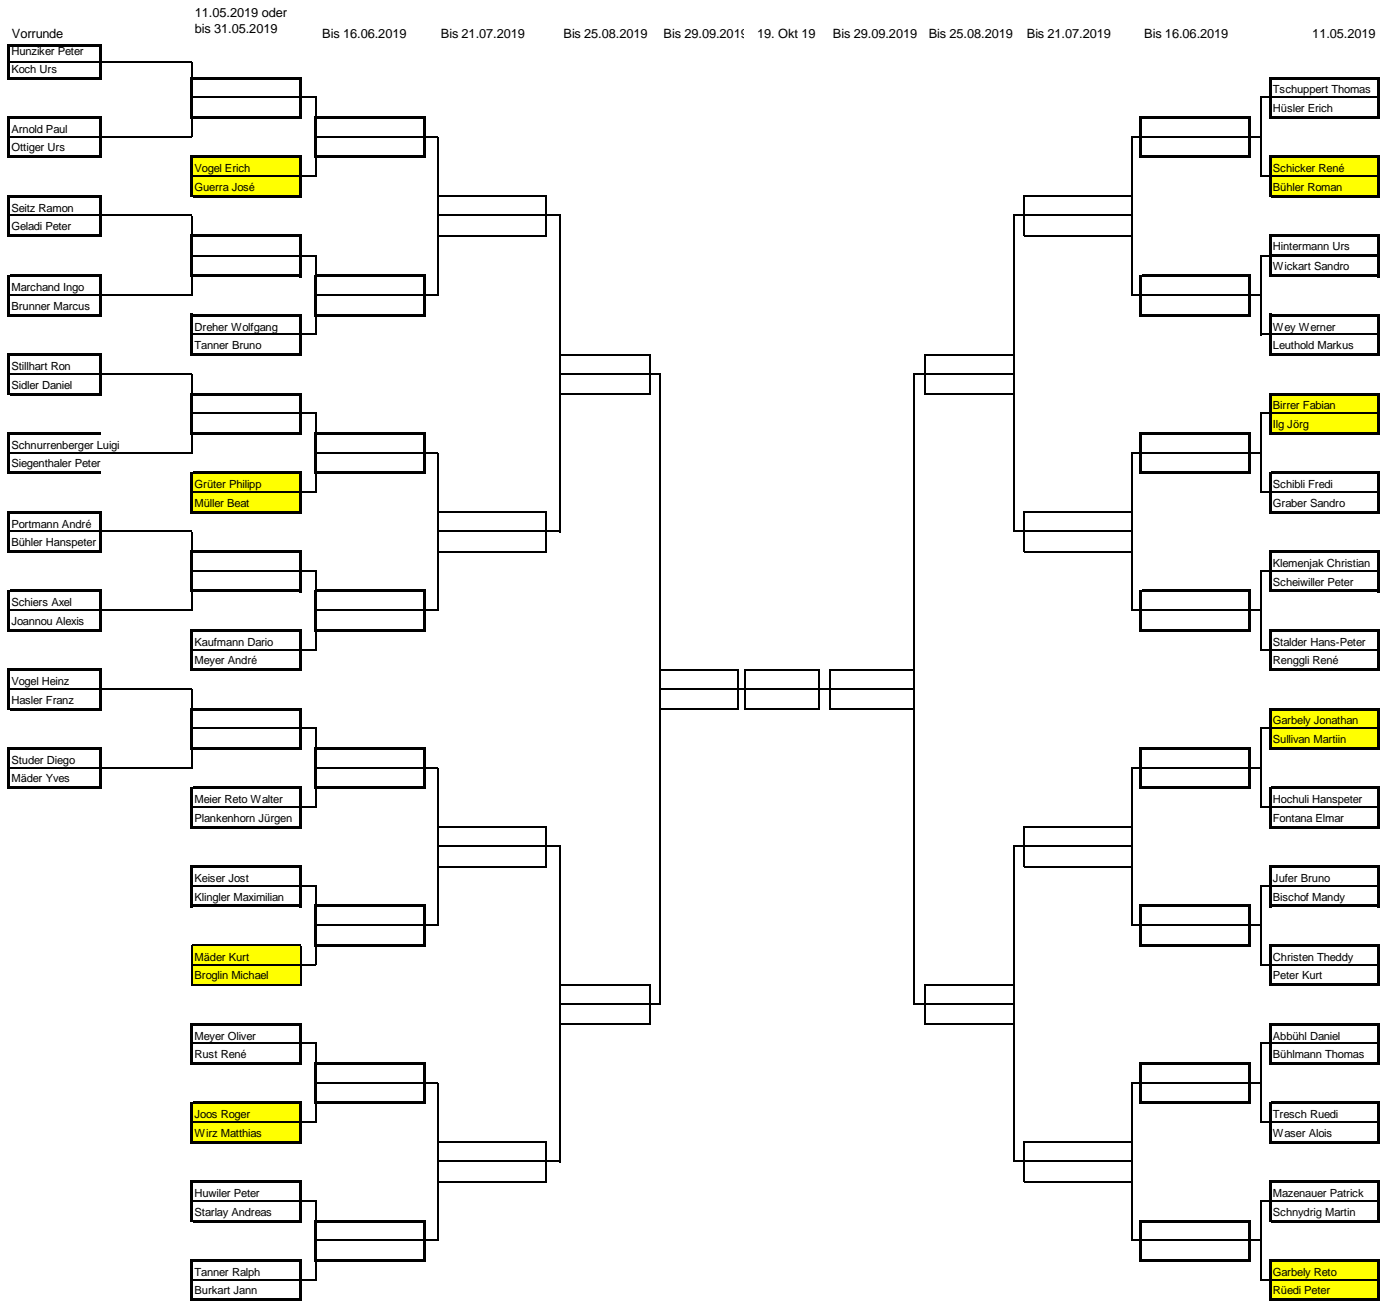 11.05.2019 oder
bis 31.05.2019
Vorrunde
Bis 16.06.2019
Bis 21.07.2019
Bis 25.08.2019
Bis 29.09.2019
19. Okt 19
Bis 29.09.2019
Bis 25.08.2019
Bis 21.07.2019
Bis 16.06.2019
11.05.2019
Hunziker Peter
Koch Urs
Arnold Paul
Ottiger Urs
Seitz Ramon
Geladi Peter
Marchand Ingo
Brunner Marcus
Stillhart Ron
Sidler Daniel
Schnurrenberger Luigi
Siegenthaler Peter
Portmann André
Bühler Hanspeter
Schiers Axel
Joannou Alexis
Vogel Heinz
Hasler Franz
Studer Diego
Mäder Yves
Vogel Erich
Guerra José
Dreher Wolfgang
Tanner Bruno
Grüter Philipp
Müller Beat
Kaufmann Dario
Meyer André
Meier Reto Walter
Plankenhorn Jürgen
Keiser Jost
Klingler Maximilian
Mäder Kurt
Broglin Michael
Meyer Oliver
Rust René
Joos Roger
Wirz Matthias
Huwiler Peter
Starlay Andreas
Tanner Ralph
Burkart Jann
Tschuppert Thomas
Hüsler Erich
Schicker René
Bühler Roman
Hintermann Urs
Wickart Sandro
Wey Werner
Leuthold Markus
Birrer Fabian
Ilg Jörg
Schibli Fredi
Graber Sandro
Klemenjak Christian
Scheiwiller Peter
Stalder Hans-Peter
Renggli René
Garbely Jonathan
Sullivan Martiin
Hochuli Hanspeter
Fontana Elmar
Jufer Bruno
Bischof Mandy
Christen Theddy
Peter Kurt
Abbühl Daniel
Bühlmann Thomas
Tresch Ruedi
Waser Alois
Mazenauer Patrick
Schnydrig Martin
Garbely Reto
Rüedi Peter